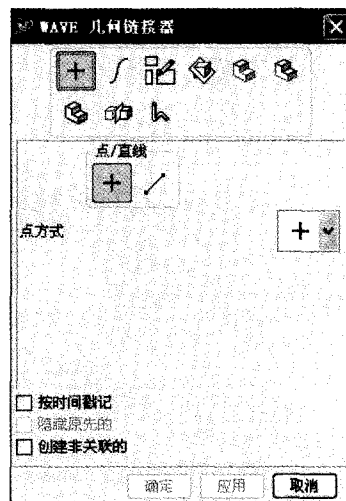 WAVE 几何链接器
点/直线
点方式
按时间戳记
隐藏原先的
创建非关联的
确定 应用 取消